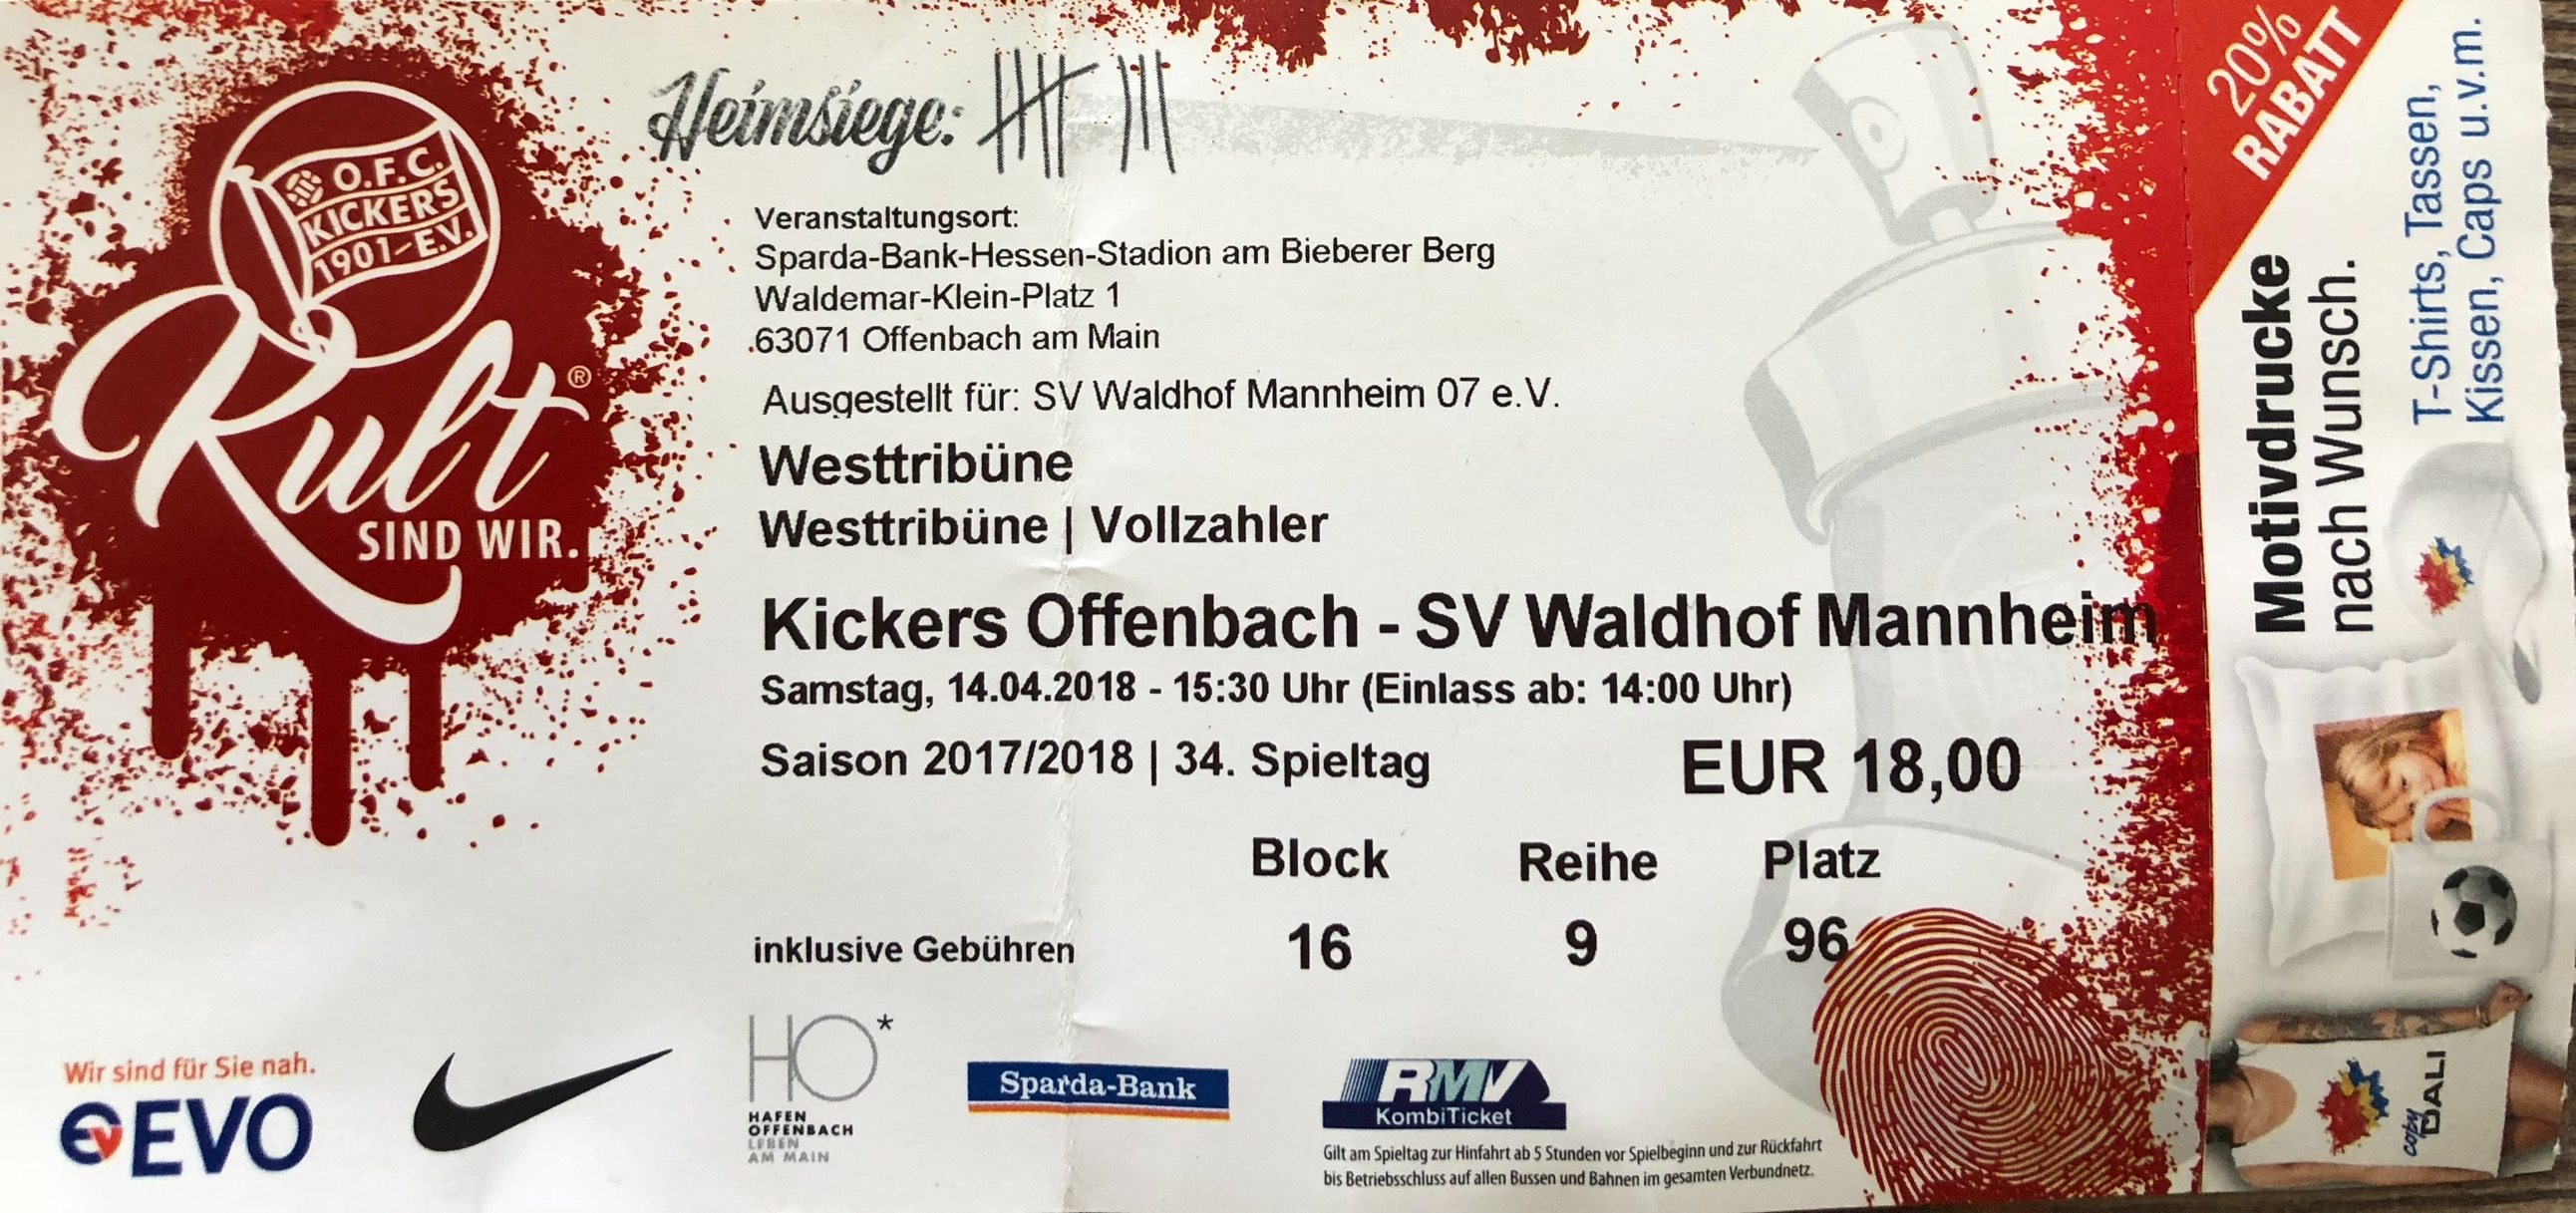 O.F.C.
KICKERS
1901-E.V.
Kult®
SIND WIR.
Heimsiege:
Veranstaltungsort:
Sparda-Bank-Hessen-Stadion am Bieberer Berg
Waldemar-Klein-Platz 1
63071 Offenbach am Main
Ausgestellt für: SV Waldhof Mannheim 07 e.V.
Westtribüne
Westtribüne | Vollzahler
Kickers Offenbach - SV Waldhof Mannheim
Samstag, 14.04.2018 - 15:30 Uhr (Einlass ab: 14:00 Uhr)
Saison 2017/2018 | 34. Spieltag
EUR 18,00
Block Reihe Platz
inklusive Gebühren 16 9 96
Wir sind für Sie nah.
EVO
HO*
HAFEN
OFFENBACH
LEBEN
AM MAIN
Sparda-Bank
RMV
KombiTicket
Gilt am Spieltag zur Hinfahrt ab 5 Stunden vor Spielbeginn und zur Rückfahrt
bis Betriebsschluss auf allen Bussen und Bahnen im gesamten Verbundnetz.
20%
RABATT
Motivdrucke
nach Wunsch.
T-Shirts, Tassen,
Kissen, Caps u.v.m.
copy
DALI